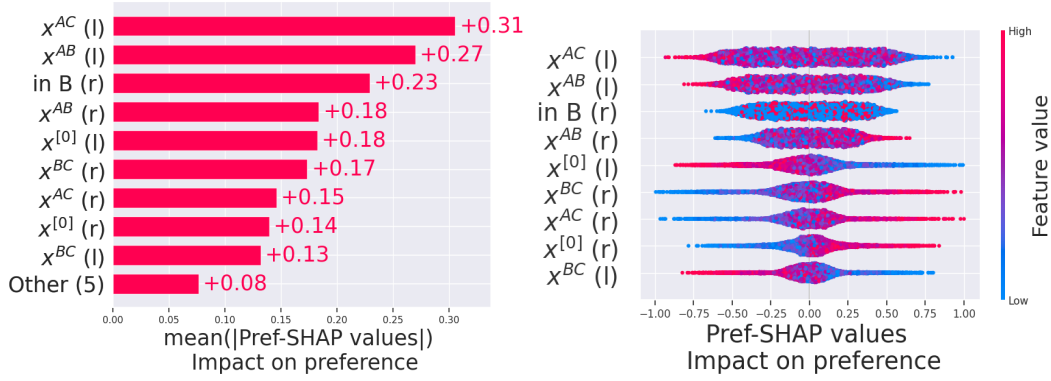 x^{AC} (l) +0.31
x^{AB} (l) +0.27
in B (r) +0.23
x^{AB} (r) +0.18
x^{[0]} (l) +0.18
x^{BC} (r) +0.17
x^{AC} (r) +0.15
x^{[0]} (r) +0.14
x^{BC} (l) +0.13
Other (5) +0.08
0.00 0.05 0.10 0.15 0.20 0.25 0.30
mean(|Pref-SHAP values|)
Impact on preference
x^{AC} (l)
x^{AB} (l)
in B (r)
x^{AB} (r)
x^{[0]} (l)
x^{BC} (r)
x^{AC} (r)
x^{[0]} (r)
x^{BC} (l)
−1.00 −0.75 −0.50 −0.25 0.00 0.25 0.50 0.75 1.00
Pref-SHAP values
Impact on preference
High
Low
Feature value